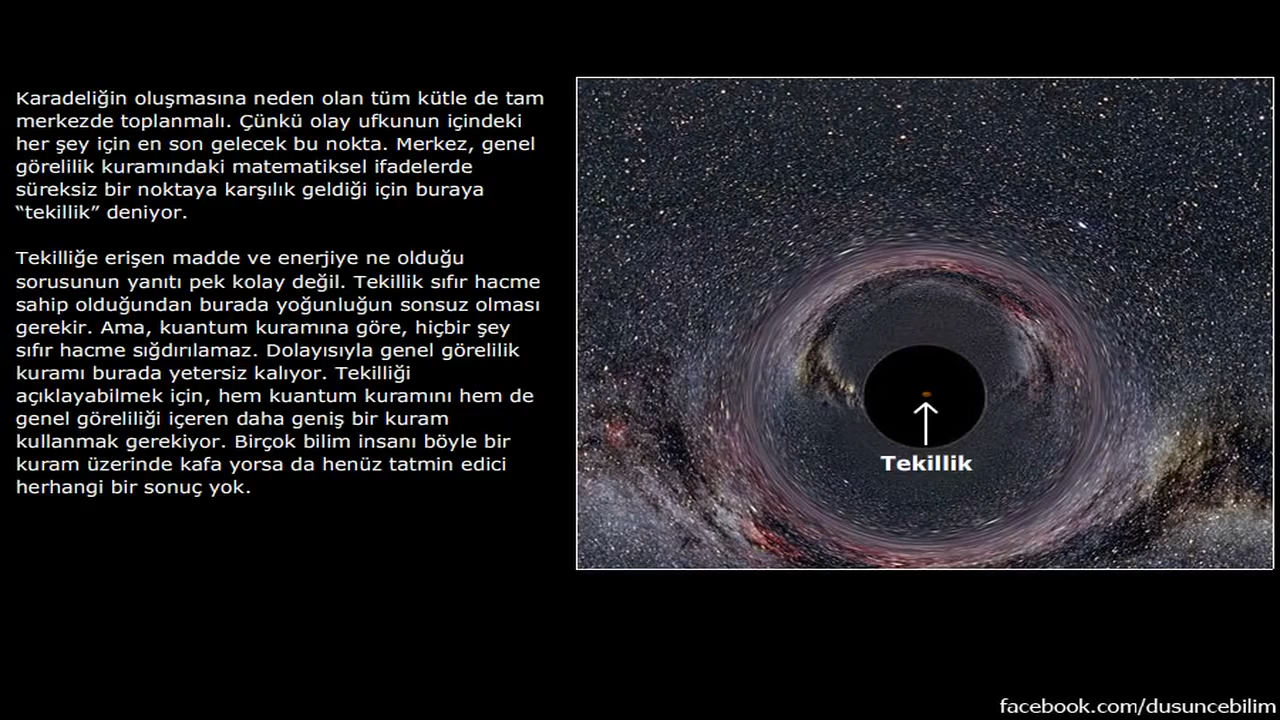 Karadeliğin oluşmasına neden olan tüm kütle de tam
merkezde toplanmalı. Çünkü olay ufkunun içindeki
her şey için en son gelecek bu nokta. Merkez, genel
görelilik kuramındaki matematiksel ifadelerde
süreksiz bir noktaya karşılık geldiği için buraya
“tekillik” deniyor.
Tekilliğe erişen madde ve enerjiye ne olduğu
sorusunun yanıtı pek kolay değil. Tekillik sıfır hacme
sahip olduğundan burada yoğunluğun sonsuz olması
gerekir. Ama, kuantum kuramına göre, hiçbir şey
sıfır hacme sığdırılamaz. Dolayısıyla genel görelilik
kuramı burada yetersiz kalıyor. Tekilliği
açıklayabilmek için, hem kuantum kuramını hem de
genel göreliliği içeren daha geniş bir kuram
kullanmak gerekiyor. Birçok bilim insanı böyle bir
kuram üzerinde kafa yorsa da henüz tatmin edici
herhangi bir sonuç yok.
Tekillik
facebook.com/dusuncebilim